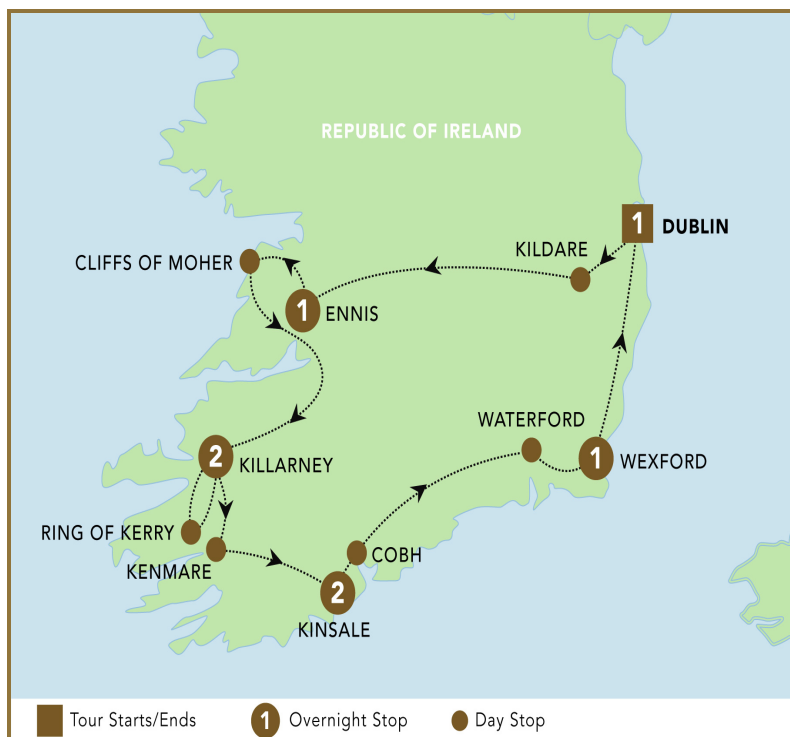 REPUBLIC OF IRELAND
1 DUBLIN
KILDARE
CLIFFS OF MOHER
1 ENNIS
WATERFORD
2 KILLARNEY
1 WEXFORD
RING OF KERRY
COBH
KENMARE
2
KINSALE
Tour Starts/Ends 1 Overnight Stop Day Stop